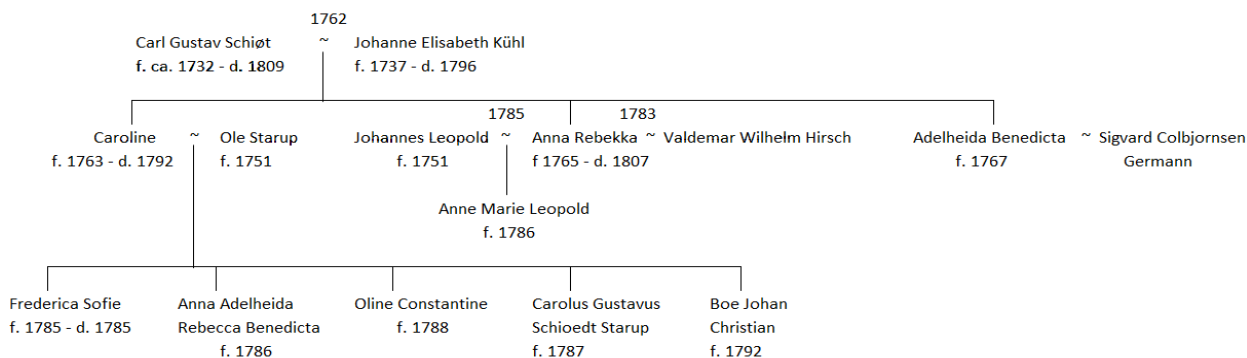 1762
Carl Gustav Schiøt ~ Johanne Elisabeth Kühl
f. ca. 1732 - d. 1809 f. 1737 - d. 1796
1785 1783
Caroline ~ Ole Starup Johannes Leopold ~ Anna Rebekka ~ Valdemar Wilhelm Hirsch Adelheida Benedicta ~ Sigvard Colbjornsen
f. 1763 - d. 1792 f. 1751 f. 1751 f 1765 - d. 1807 f. 1767 Germann
Anne Marie Leopold
f. 1786
Frederica Sofie Anna Adelheida Oline Constantine Carolus Gustavus Boe Johan
f. 1785 - d. 1785 Rebecca Benedicta f. 1788 Schioedt Starup Christian
f. 1786 f. 1787 f. 1792